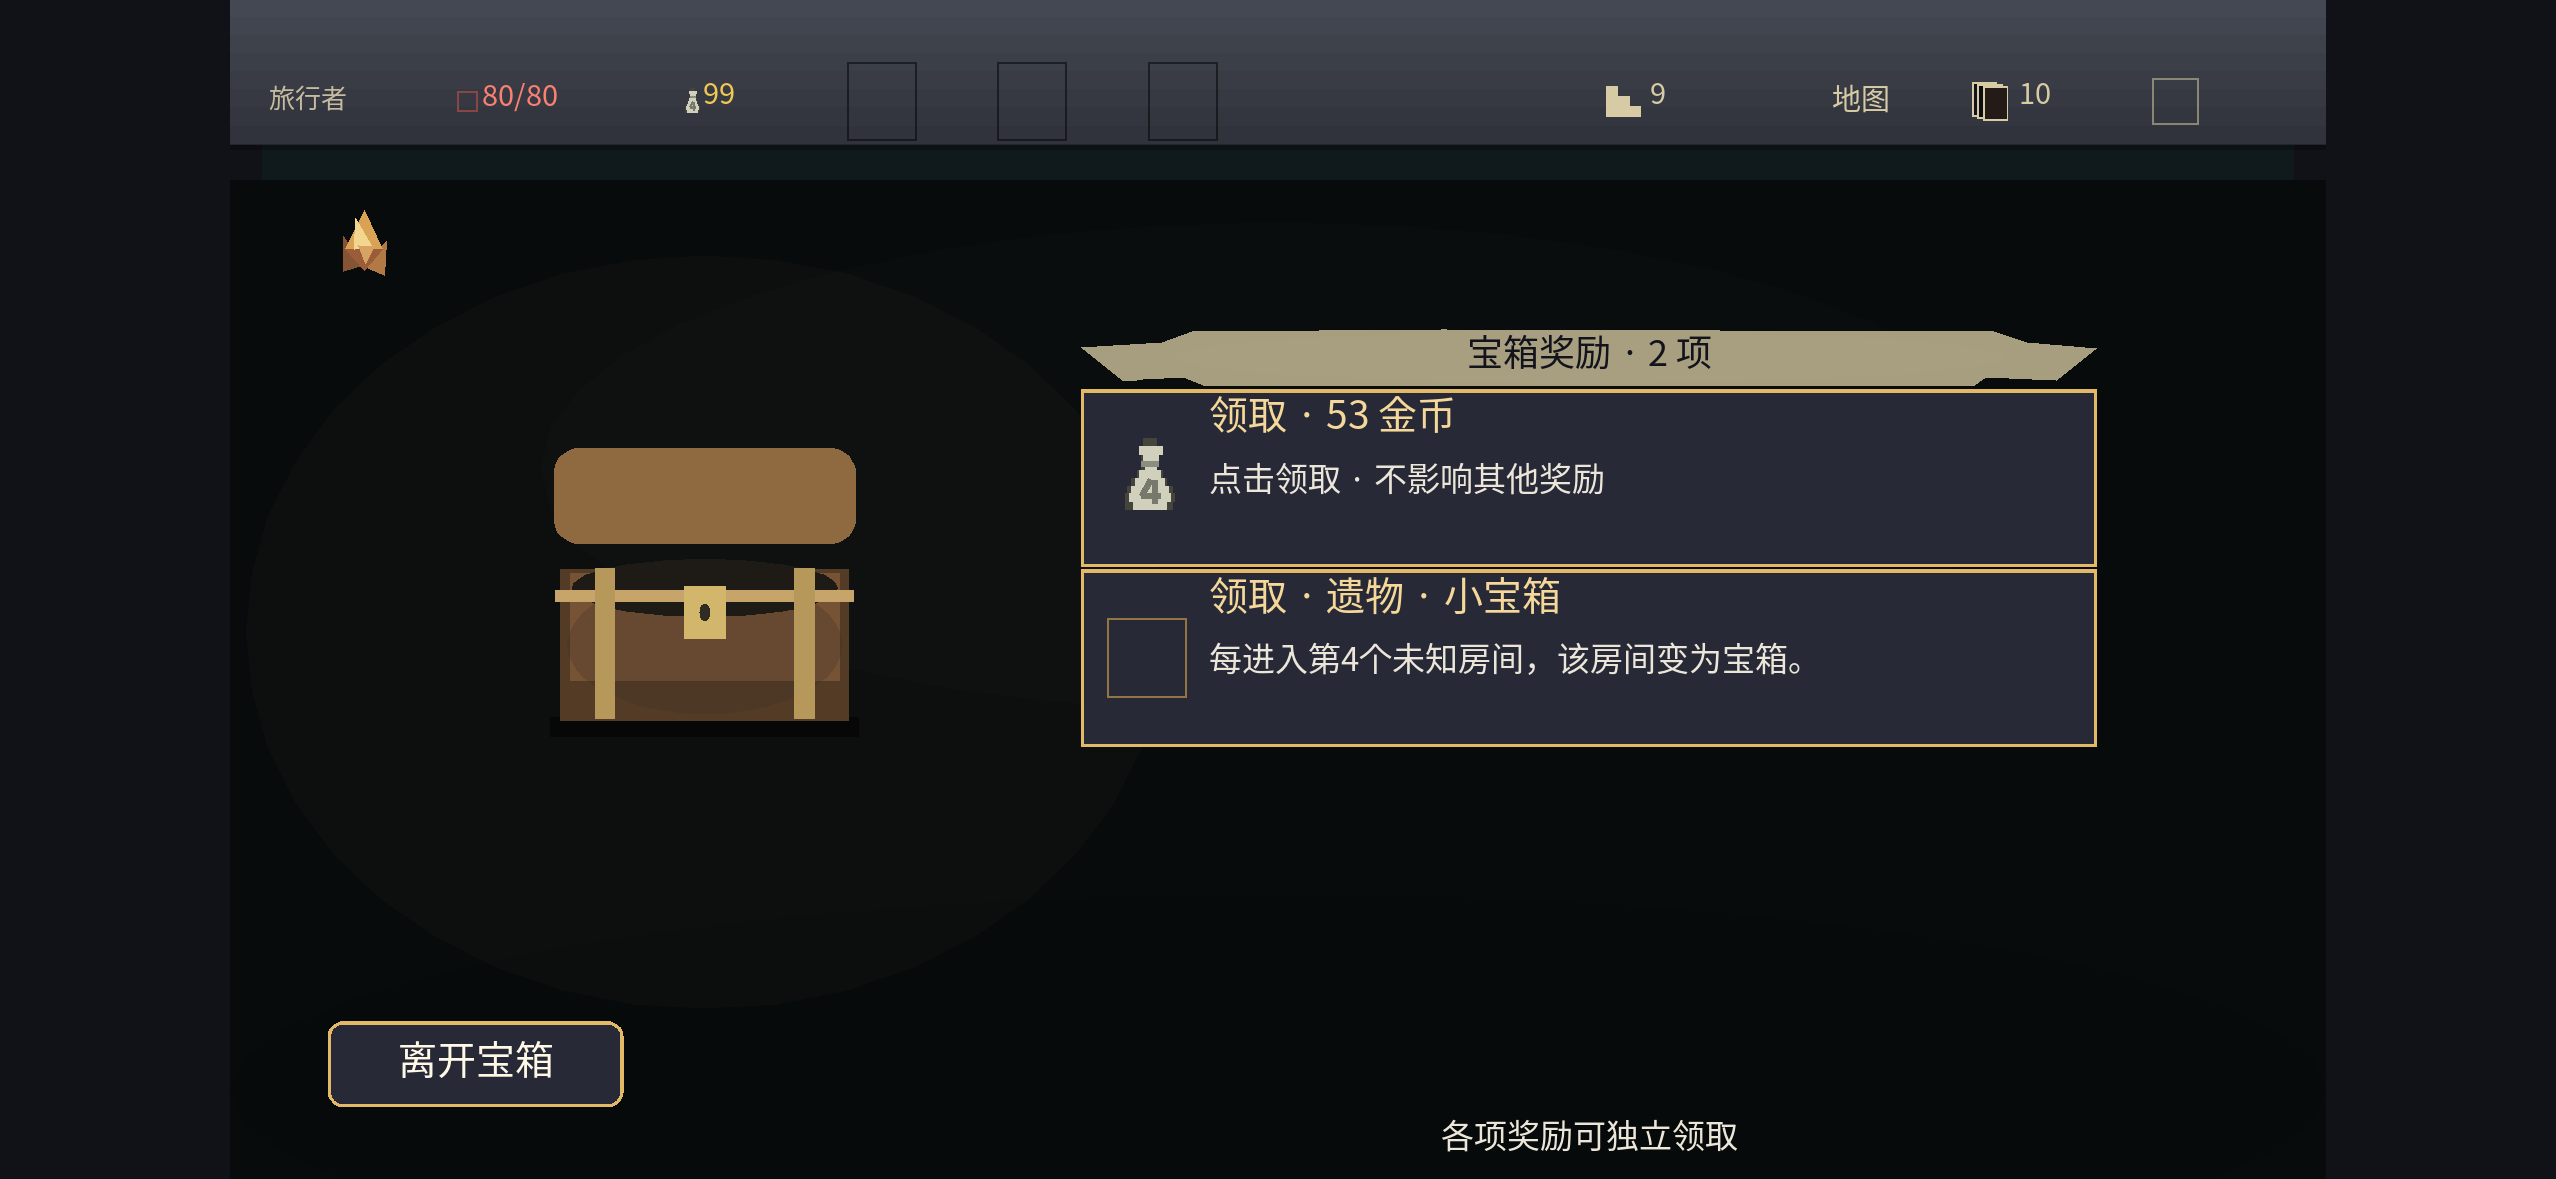 旅行者
80/80
99
9
地图
10
宝箱奖励 · 2 项
领取 · 53 金币
4
点击领取 · 不影响其他奖励
领取 · 遗物 · 小宝箱
每进入第4个未知房间，该房间变为宝箱。
离开宝箱
各项奖励可独立领取